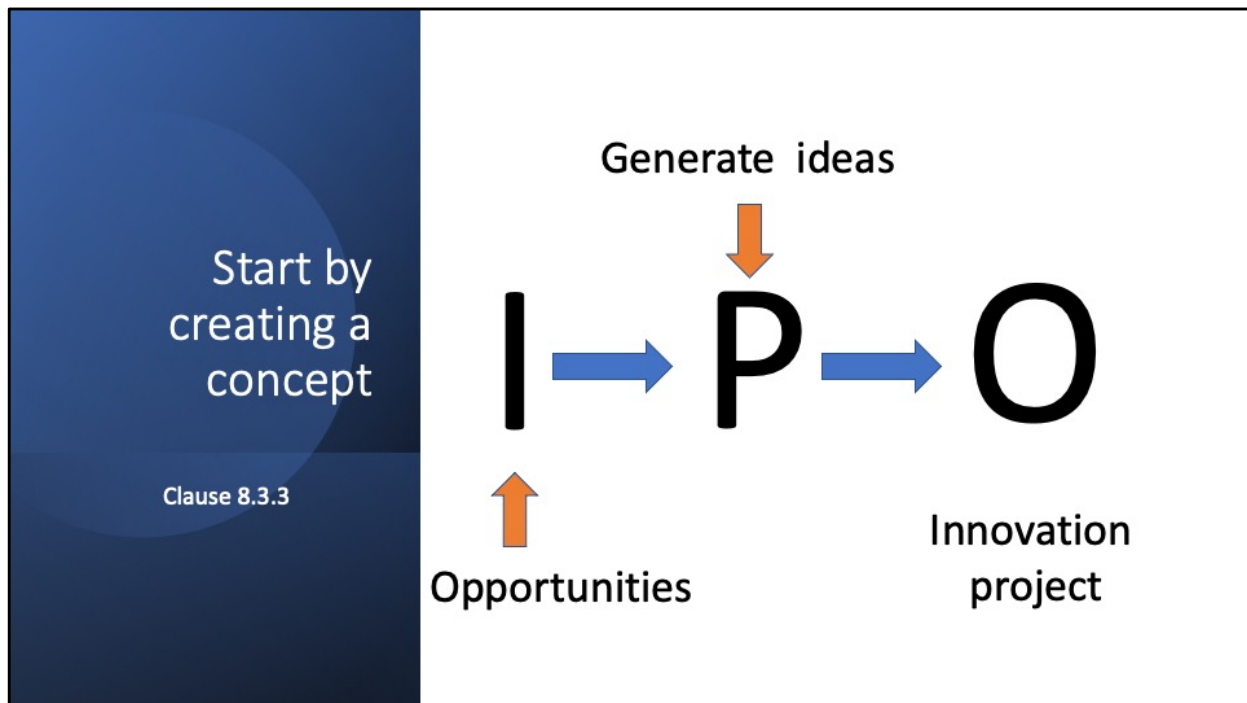 Start by
creating a
concept
Clause 8.3.3
Generate ideas
I P O
Opportunities
Innovation
project